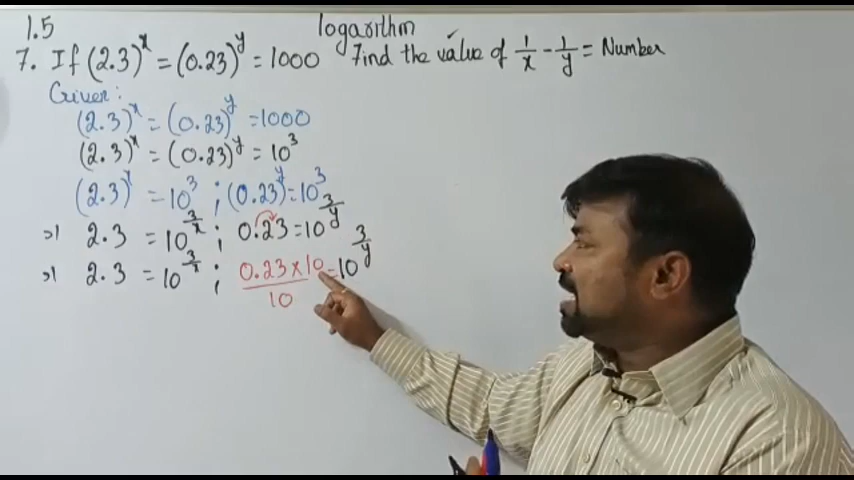 1.5 logarithm
7. If (2.3)^x = (0.23)^y = 1000 Find the value of 1/x - 1/y = Number
Given:
(2.3)^x = (0.23)^y = 1000
(2.3)^x = (0.23)^y = 10^3
(2.3)^x = 10^3 ; (0.23)^y = 10^3
⇒ 2.3 = 10^(3/x) ; 0.23 = 10^(3/y)
⇒ 2.3 = 10^(3/x) ; (0.23 × 10)/10 = 10^(3/y)